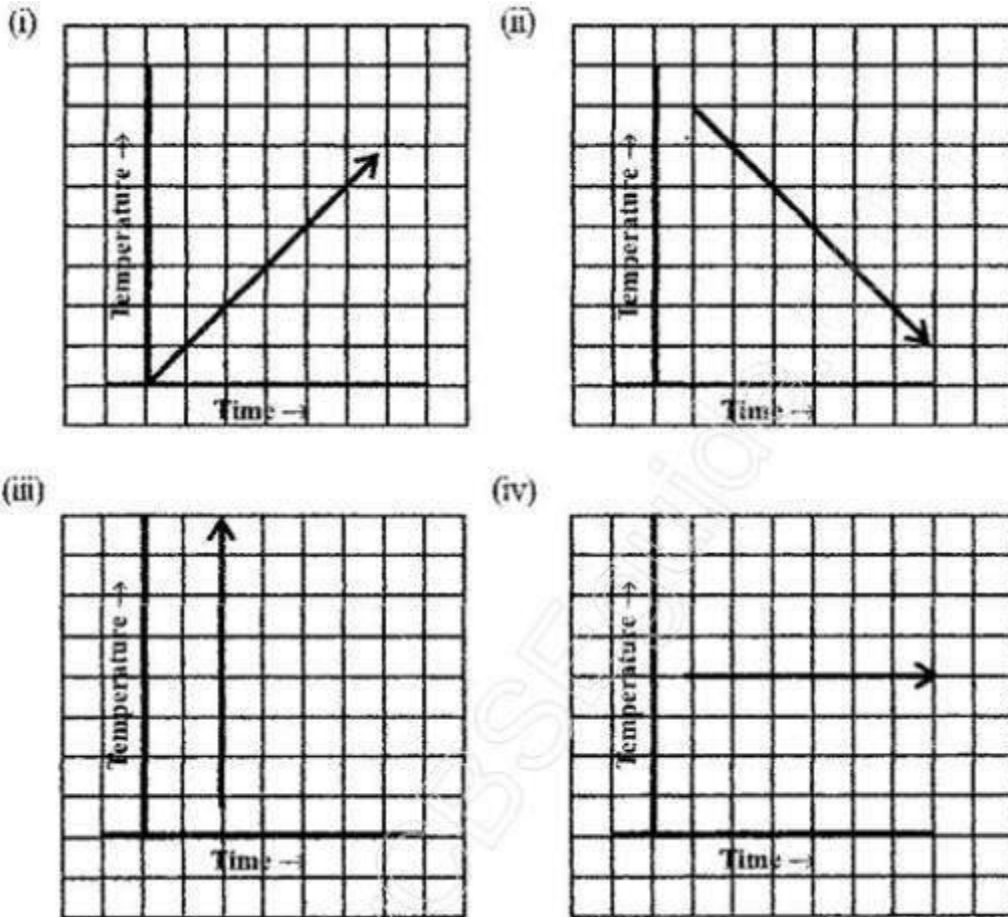 (i)
Temperature →
Time →
(ii)
Temperature →
Time →
(iii)
Temperature →
Time →
(iv)
Temperature →
Time →